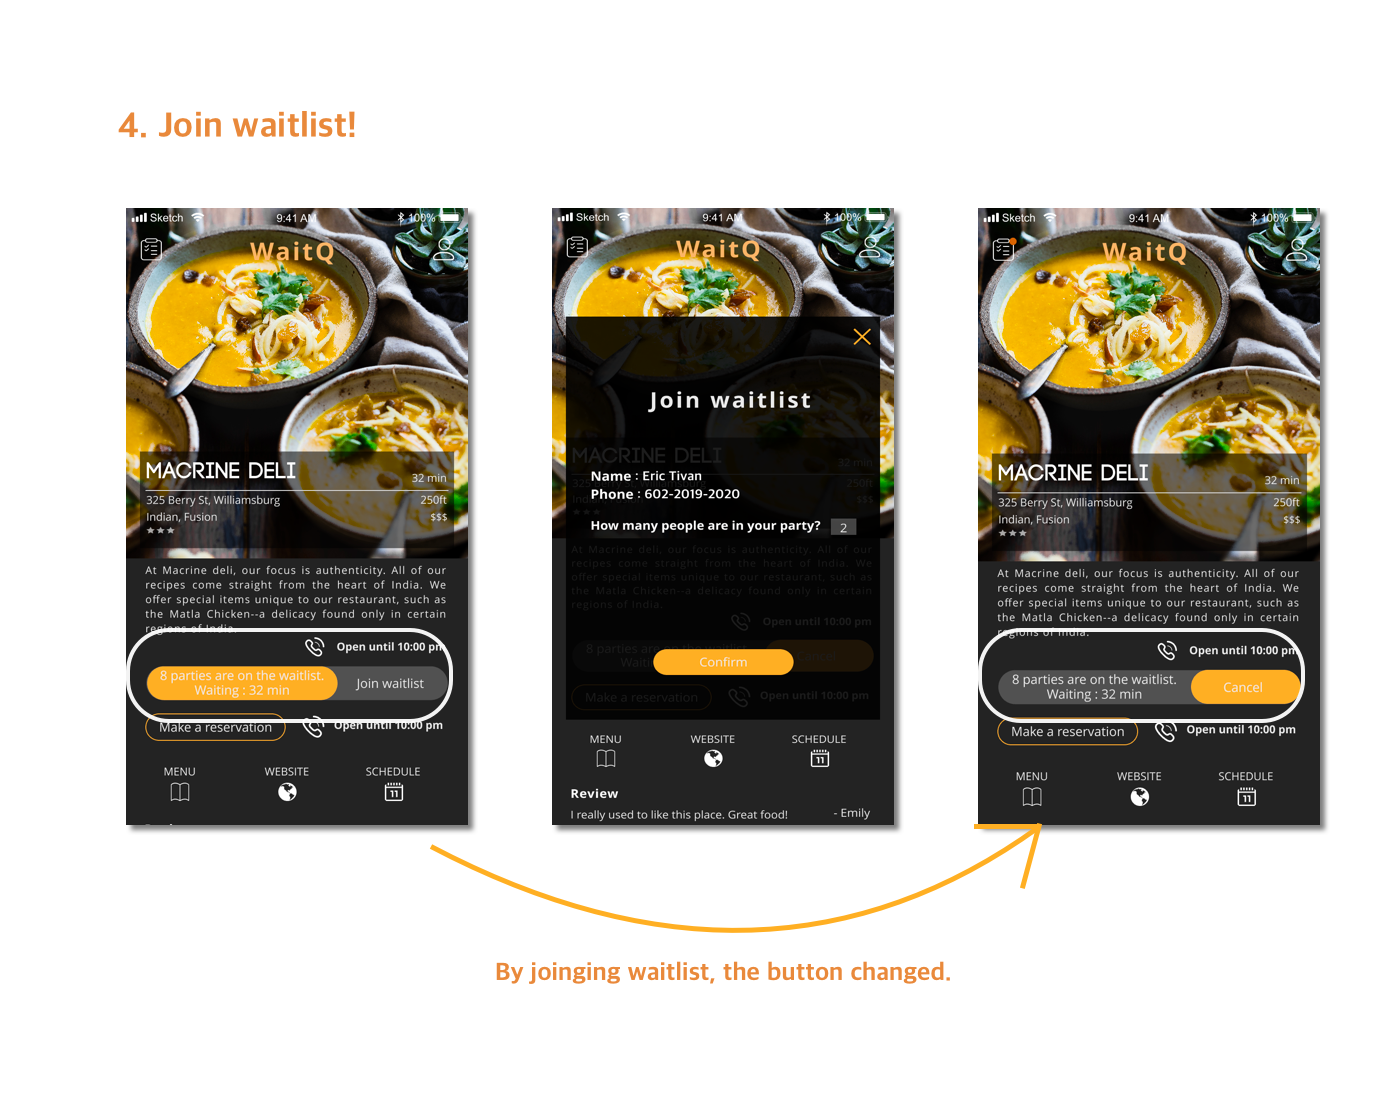 4. Join waitlist!
Sketch 9:41 AM 100%
WaitQ
MACRINE DELI
32 min
325 Berry St, Williamsburg 250ft
Indian, Fusion $$$
At Macrine deli, our focus is authenticity. All of our
recipes come straight from the heart of India. We
offer special items unique to our restaurant, such as
the Matla Chicken--a delicacy found only in certain
regions of India.
Open until 10:00 pm
8 parties are on the waitlist.
Waiting : 32 min
Join waitlist
Make a reservation
Open until 10:00 pm
MENU WEBSITE SCHEDULE
11
Sketch 9:41 AM 100%
WaitQ
Join waitlist
MACRINE DELI
32 min
Name : Eric Tivan
Phone : 602-2019-2020
250ft
$$$
How many people are in your party? 2
At Macrine deli, our focus is authenticity. All of our
recipes come straight from the heart of India. We
offer special items unique to our restaurant, such as
the Matla Chicken--a delicacy found only in certain
regions of India.
Open until 10:00 pm
8 parties are on the waitlist.
Confirm
Make a reservation
Open until 10:00 pm
MENU WEBSITE SCHEDULE
11
Review
I really used to like this place. Great food! - Emily
Sketch 9:41 AM 100%
WaitQ
MACRINE DELI
32 min
325 Berry St, Williamsburg 250ft
Indian, Fusion $$$
At Macrine deli, our focus is authenticity. All of our
recipes come straight from the heart of India. We
offer special items unique to our restaurant, such as
the Matla Chicken--a delicacy found only in certain
regions of India.
Open until 10:00 pm
8 parties are on the waitlist.
Waiting : 32 min
Cancel
Make a reservation
Open until 10:00 pm
MENU WEBSITE SCHEDULE
11
By joinging waitlist, the button changed.